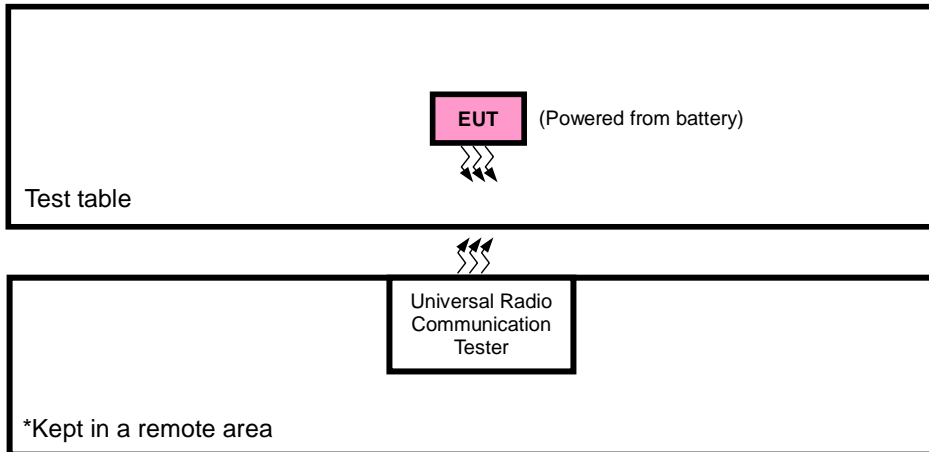 EUT (Powered from battery)
Test table
Universal Radio
Communication
Tester
*Kept in a remote area